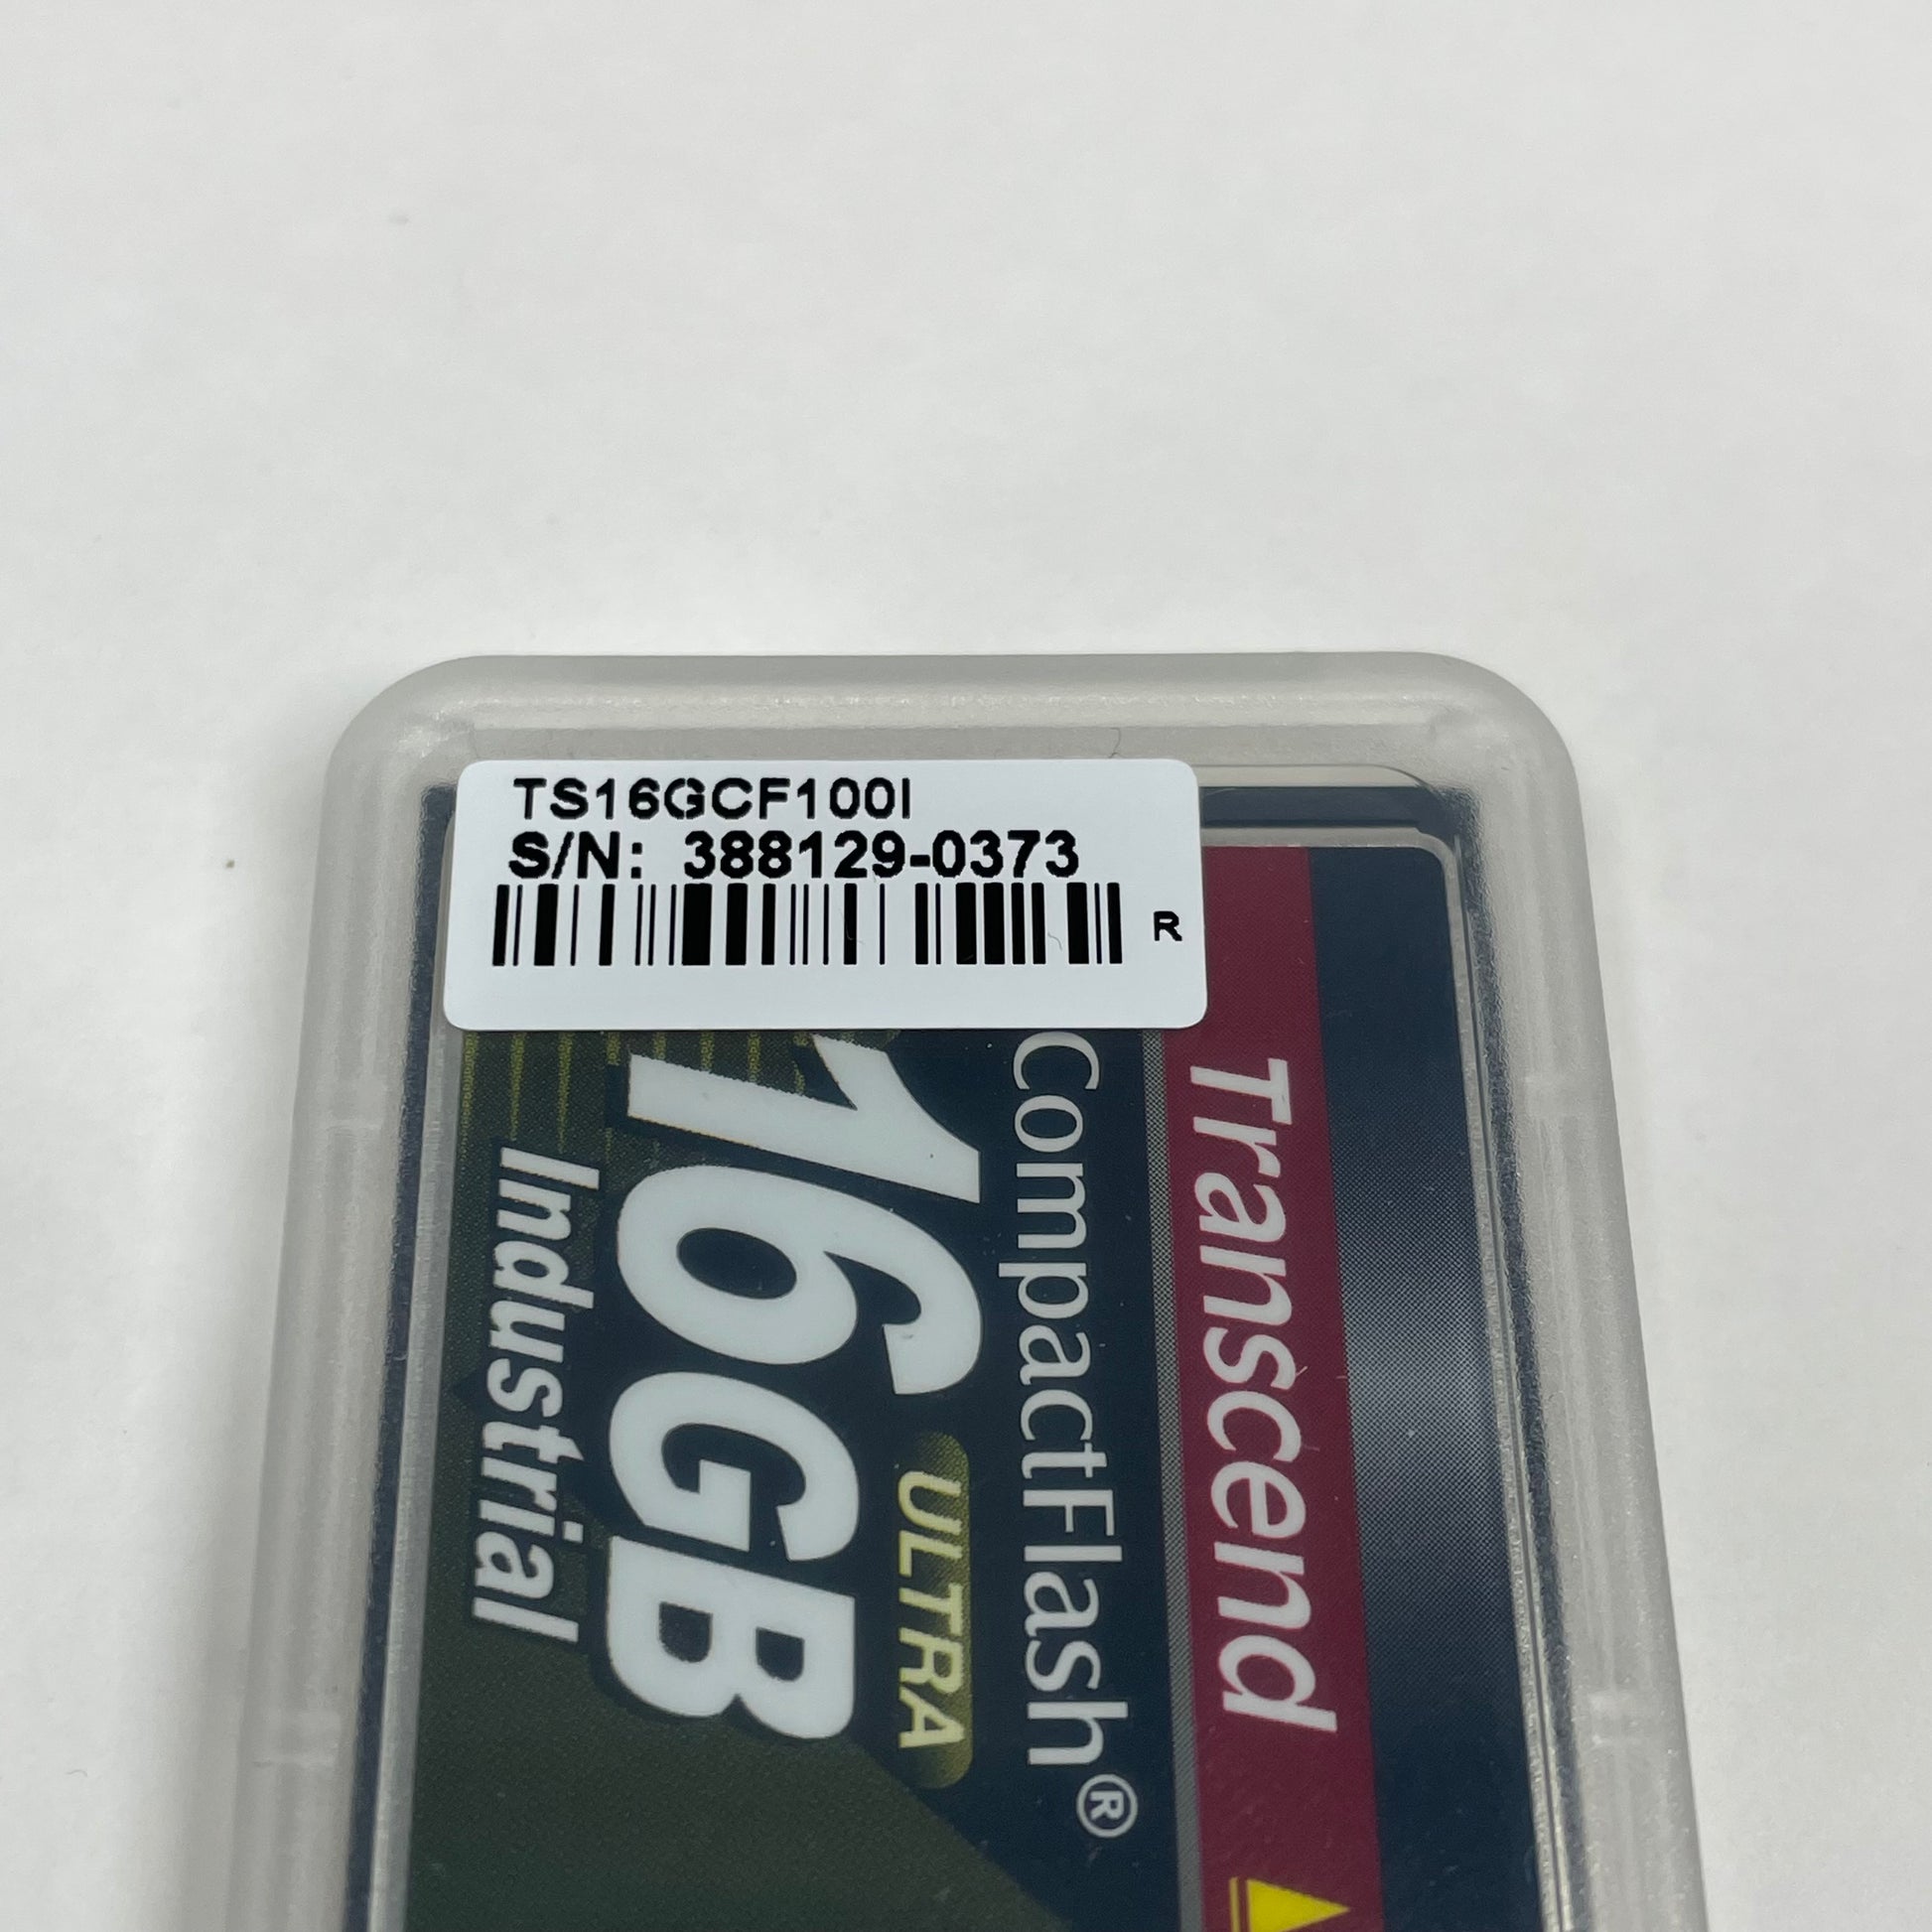 TS16GCF100I
S/N: 388129-0373
R
Transcend
CompactFlash®
16GB
ULTRA
Industrial